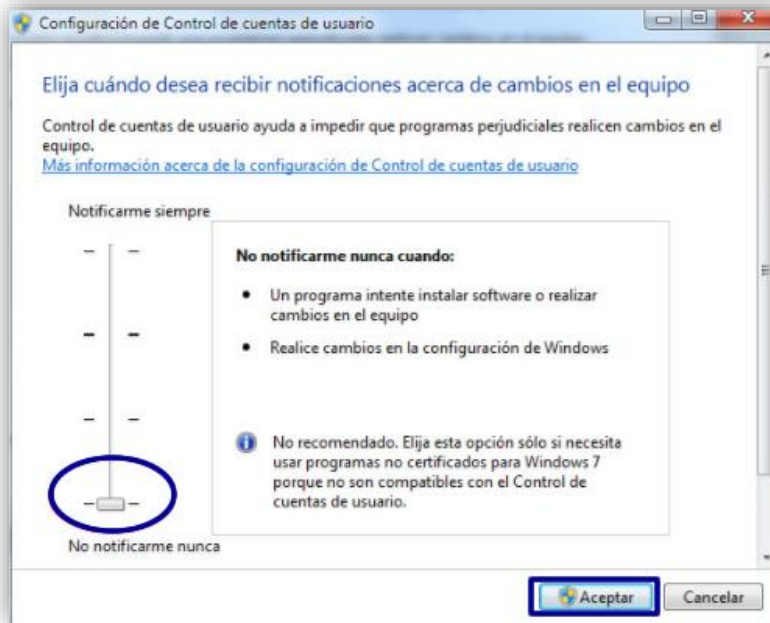 Configuración de Control de cuentas de usuario
Elija cuándo desea recibir notificaciones acerca de cambios en el equipo
Control de cuentas de usuario ayuda a impedir que programas perjudiciales realicen cambios en el
equipo.
Más información acerca de la configuración de Control de cuentas de usuario
Notificarme siempre
No notificarme nunca cuando:
• Un programa intente instalar software o realizar
cambios en el equipo
• Realice cambios en la configuración de Windows
No recomendado. Elija esta opción sólo si necesita
usar programas no certificados para Windows 7
porque no son compatibles con el Control de
cuentas de usuario.
No notificarme nunca
Aceptar
Cancelar